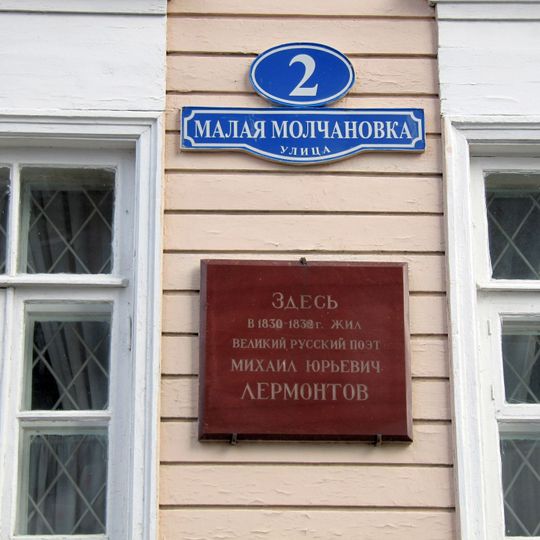 2
МАЛАЯ МОЛЧАНОВКА
УЛИЦА
ЗДЕСЬ
В 1830-1832 г. ЖИЛ
ВЕЛИКИЙ РУССКИЙ ПОЭТ
МИХАИЛ ЮРЬЕВИЧ
ЛЕРМОНТОВ